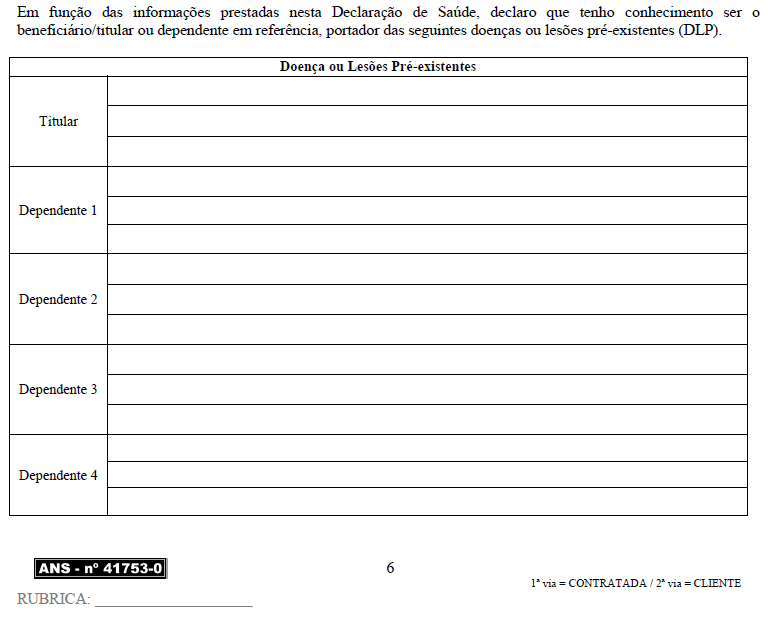 Em função das informações prestadas nesta Declaração de Saúde, declaro que tenho conhecimento ser o
beneficiário/titular ou dependente em referência, portador das seguintes doenças ou lesões pré-existentes (DLP).
Doença ou Lesões Pré-existentes
Titular
Dependente 1
Dependente 2
Dependente 3
Dependente 4
ANS - nº 41753-0
6
1ª via = CONTRATADA / 2ª via = CLIENTE
RUBRICA: ____________________